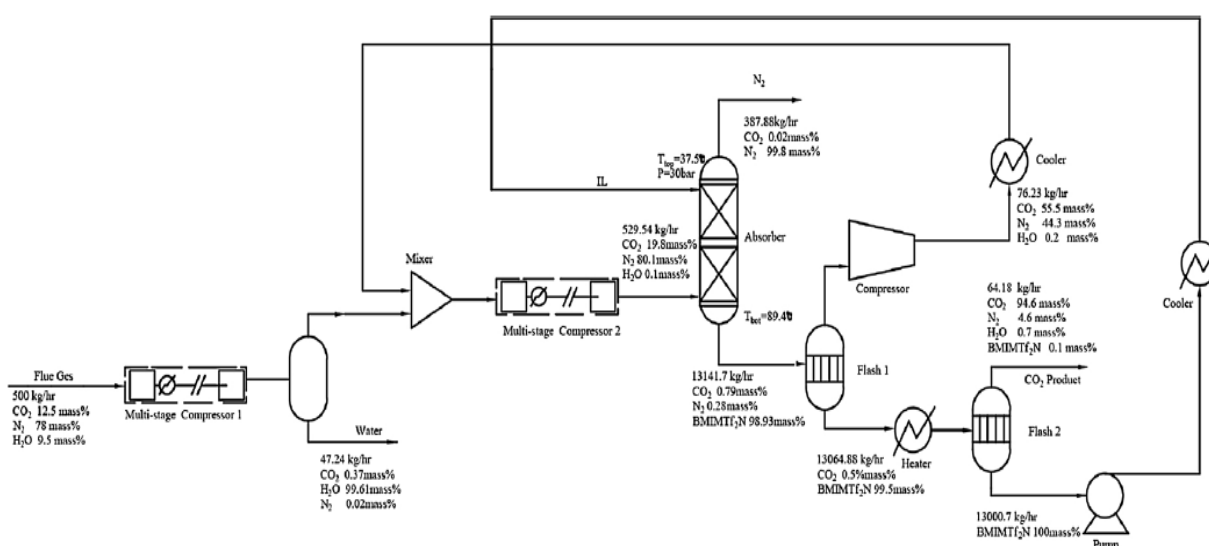 N2
387.88kg/hr
CO2 0.02mass%
N2 99.8 mass%
Ttop=37.5℃
P=30bar
IL
Cooler
76.23 kg/hr
CO2 55.5 mass%
N2 44.3 mass%
H2O 0.2 mass%
529.54 kg/hr
CO2 19.8mass%
N2 80.1mass%
H2O 0.1mass%
Absorber
Mixer
Compressor
64.18 kg/hr
CO2 94.6 mass%
N2 4.6 mass%
H2O 0.7 mass%
BMIMTf2N 0.1 mass%
Cooler
Multi-stage Compressor 2
Tbot=89.4℃
Flash 1
13141.7 kg/hr
CO2 0.79mass%
N2 0.28mass%
BMIMTf2N 98.93mass%
CO2 Product
Flue Ges
500 kg/hr
CO2 12.5 mass%
N2 78 mass%
H2O 9.5 mass%
Multi-stage Compressor 1
Water
47.24 kg/hr
CO2 0.37mass%
H2O 99.61mass%
N2 0.02mass%
Flash 2
Heater
13064.88 kg/hr
CO2 0.5%mass%
BMIMTf2N 99.5mass%
13000.7 kg/hr
BMIMTf2N 100mass%
Pump